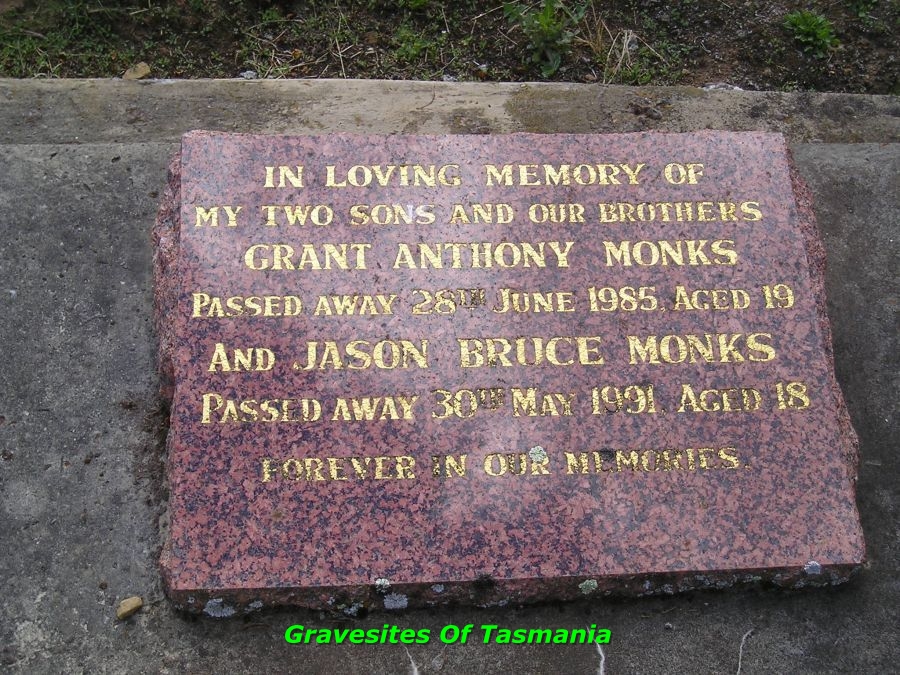 IN LOVING MEMORY OF
MY TWO SONS AND OUR BROTHERS
GRANT ANTHONY MONKS
PASSED AWAY 28TH JUNE 1985. AGED 19
AND JASON BRUCE MONKS
PASSED AWAY 30TH MAY 1991. AGED 18
FOREVER IN OUR MEMORIES.
Gravesites Of Tasmania